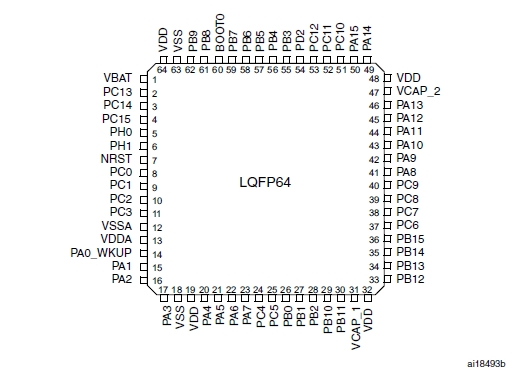 VDD VSS PB9 PB8 BOOT0 PB7 PB6 PB5 PB4 PB3 PD2 PC12 PC11 PC10 PA15 PA14
64 63 62 61 60 59 58 57 56 55 54 53 52 51 50 49
VBAT 1 48 VDD
PC13 2 47 VCAP_2
PC14 3 46 PA13
PC15 4 45 PA12
PH0 5 44 PA11
PH1 6 43 PA10
NRST 7 42 PA9
PC0 8 41 PA8
PC1 9 LQFP64 40 PC9
PC2 10 39 PC8
PC3 11 38 PC7
VSSA 12 37 PC6
VDDA 13 36 PB15
PA0_WKUP 14 35 PB14
PA1 15 34 PB13
PA2 16 33 PB12
17 18 19 20 21 22 23 24 25 26 27 28 29 30 31 32
PA3 VSS VDD PA4 PA5 PA6 PA7 PC4 PC5 PB0 PB1 PB2 PB10 PB11 VCAP_1 VDD
ai18493b